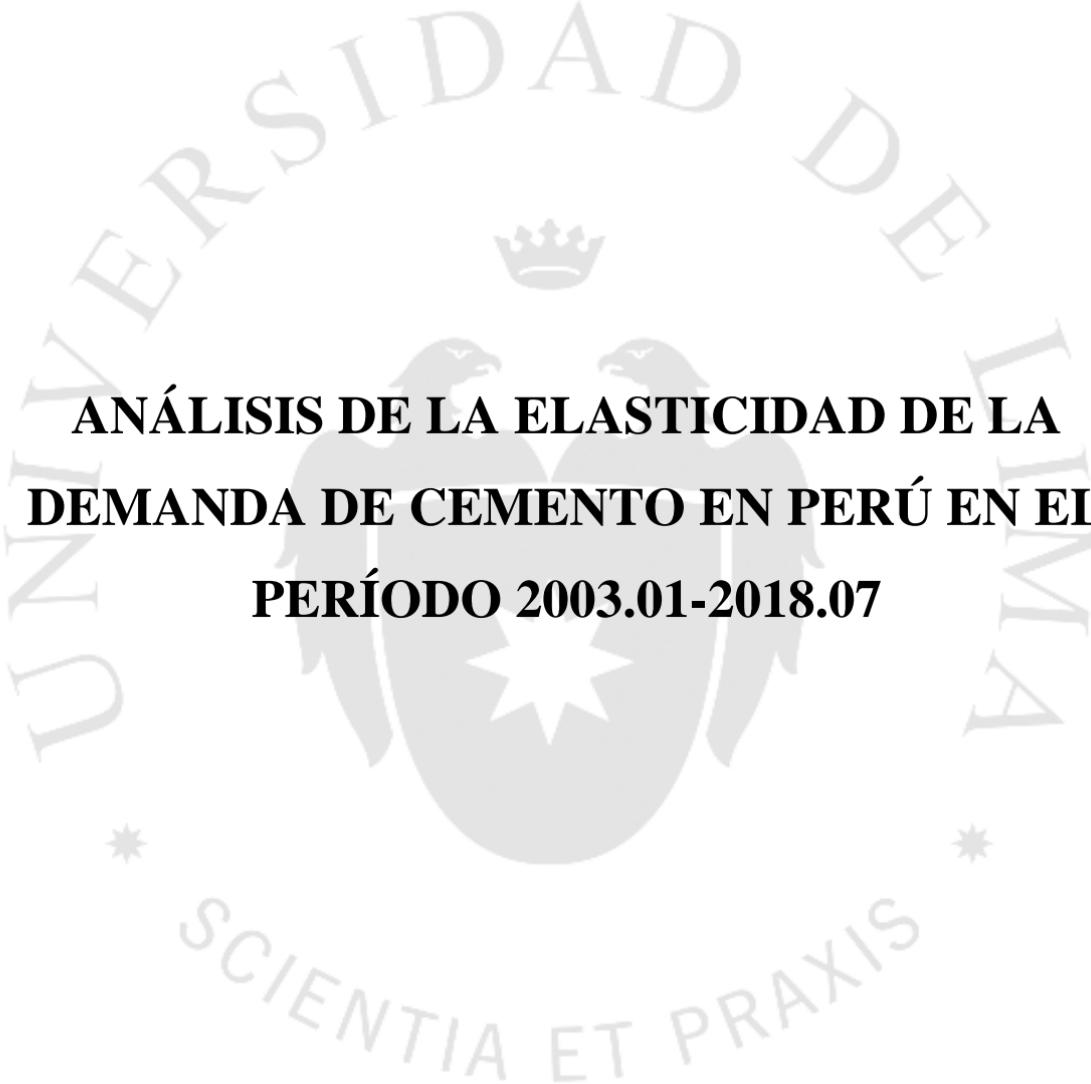 UNIVERSIDAD DE LIMA
ANÁLISIS DE LA ELASTICIDAD DE LA
DEMANDA DE CEMENTO EN PERÚ EN EL
PERÍODO 2003.01-2018.07
SCIENTIA ET PRAXIS